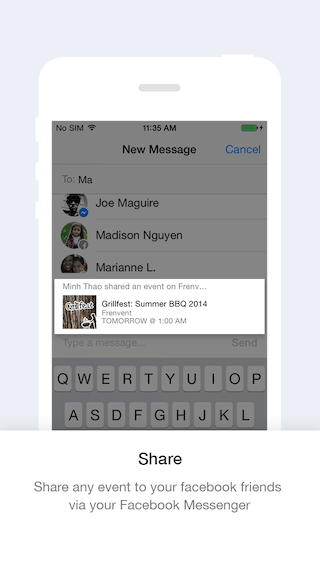 No SIM 11:35 AM
New Message Cancel
To: Ma
Joe Maguire
Madison Nguyen
Marianne L.
Minh Thao shared an event on Frenv...
Grillfest: Summer BBQ 2014
Frenvent
TOMORROW @ 1:00 AM
Type a message... Send
Q W E R T Y U I O P
A S D F G H J K L
Share
Share any event to your facebook friends
via your Facebook Messenger